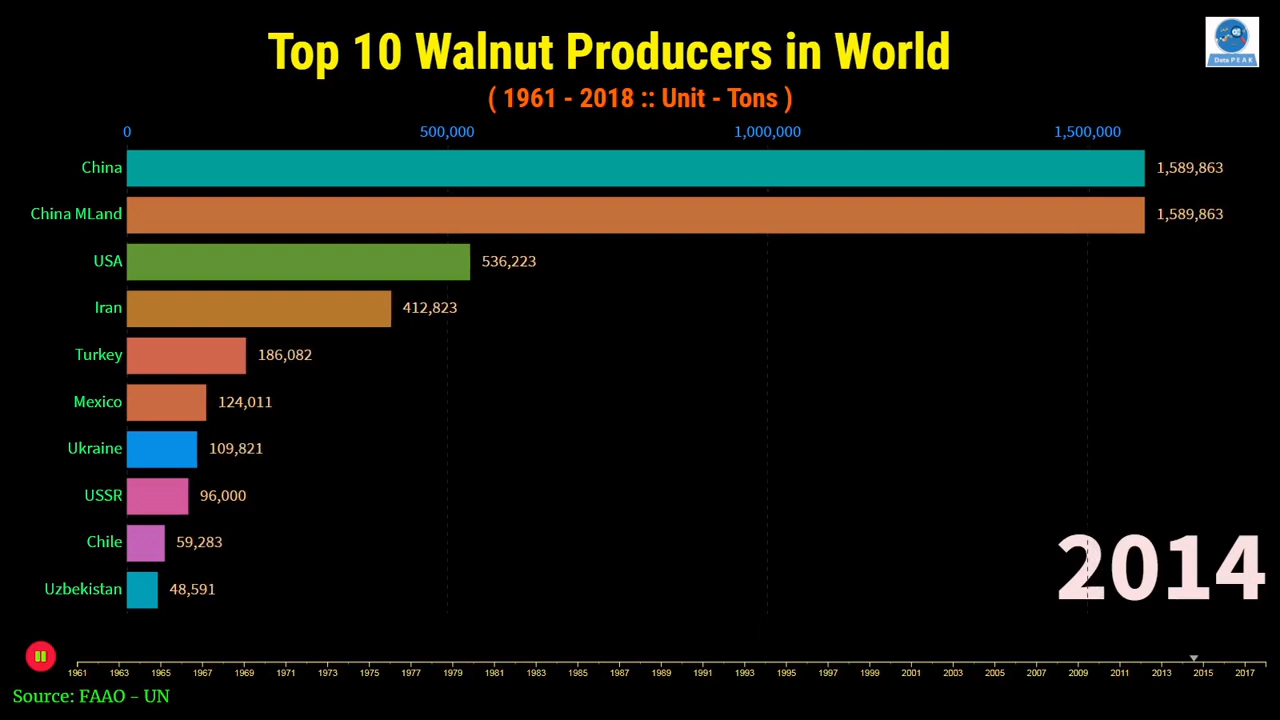 Top 10 Walnut Producers in World
Data P E A K
( 1961 - 2018 :: Unit - Tons )
0 500,000 1,000,000 1,500,000
China 1,589,863
China MLand 1,589,863
USA 536,223
Iran 412,823
Turkey 186,082
Mexico 124,011
Ukraine 109,821
USSR 96,000
Chile 59,283
Uzbekistan 48,591
2014
1961 1963 1965 1967 1969 1971 1973 1975 1977 1979 1981 1983 1985 1987 1989 1991 1993 1995 1997 1999 2001 2003 2005 2007 2009 2011 2013 2015 2017
Source: FAAO - UN